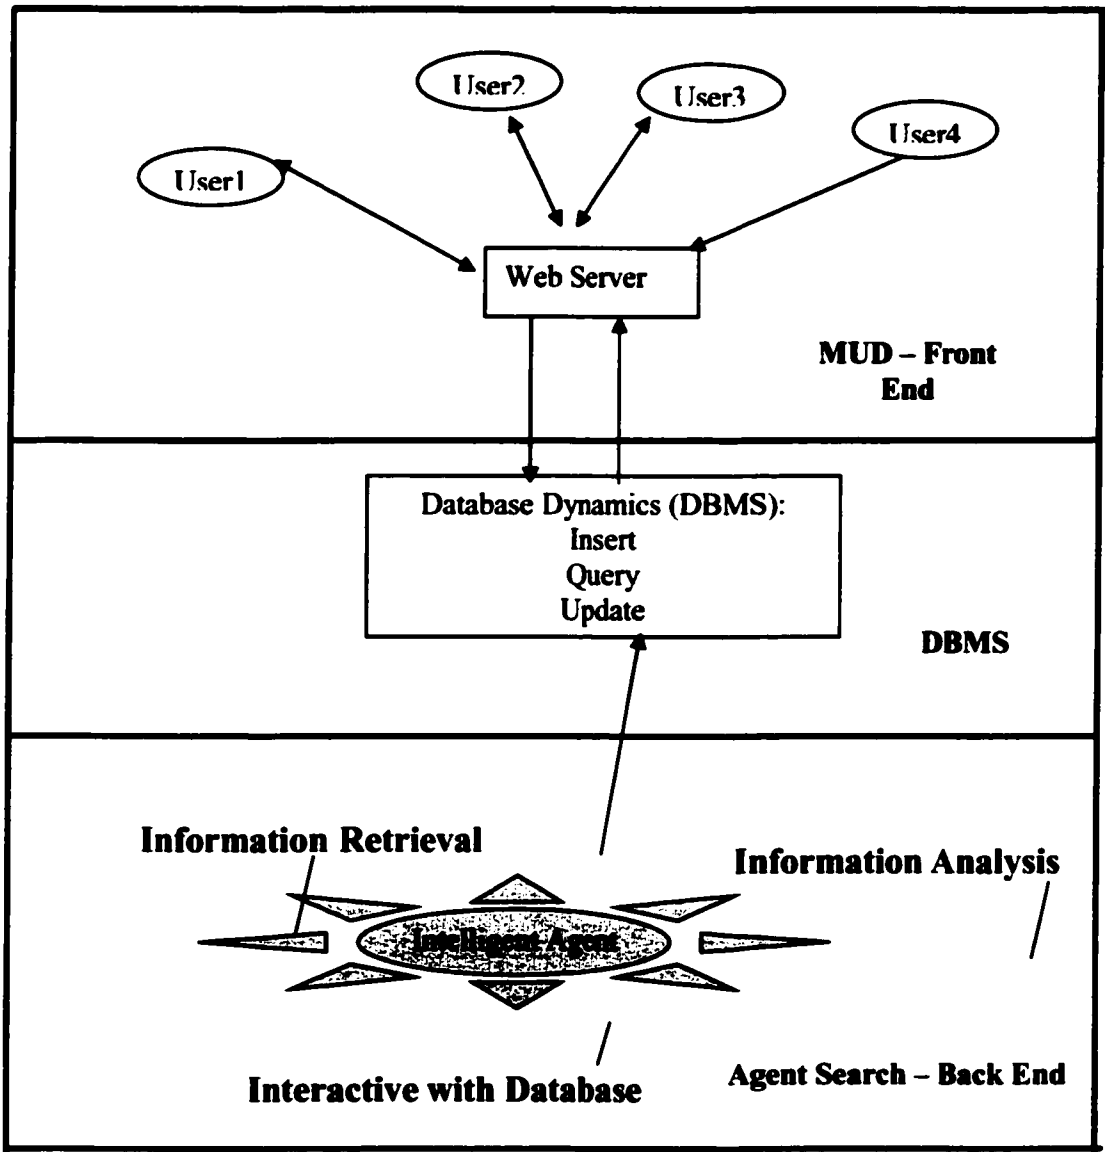 User2
User3
User4
User1
Web Server
MUD – Front
End
Database Dynamics (DBMS):
Insert
Query
Update
DBMS
Information Retrieval
Information Analysis
Intelligent Agent
Agent Search – Back End
Interactive with Database